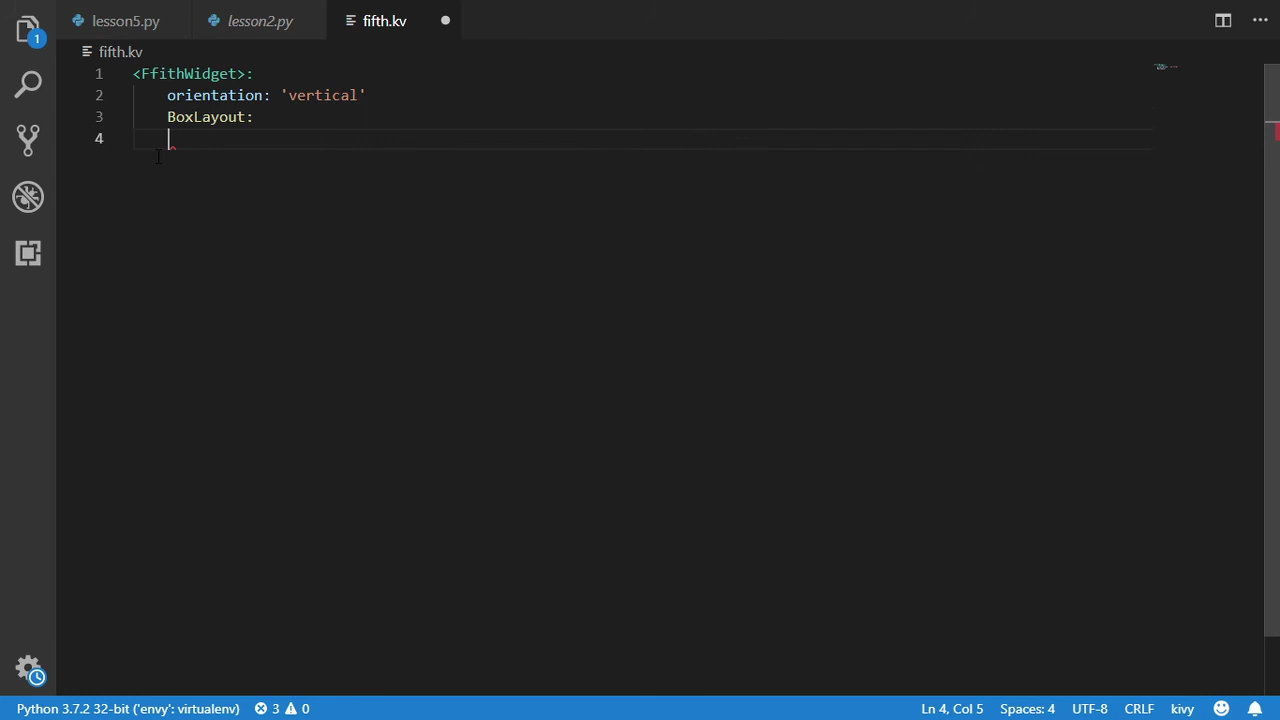 lesson5.py lesson2.py fifth.kv
1
fifth.kv
1 <FfithWidget>:
2 orientation: 'vertical'
3 BoxLayout:
4
Python 3.7.2 32-bit ('envy': virtualenv) 3 0 Ln 4, Col 5 Spaces: 4 UTF-8 CRLF kivy